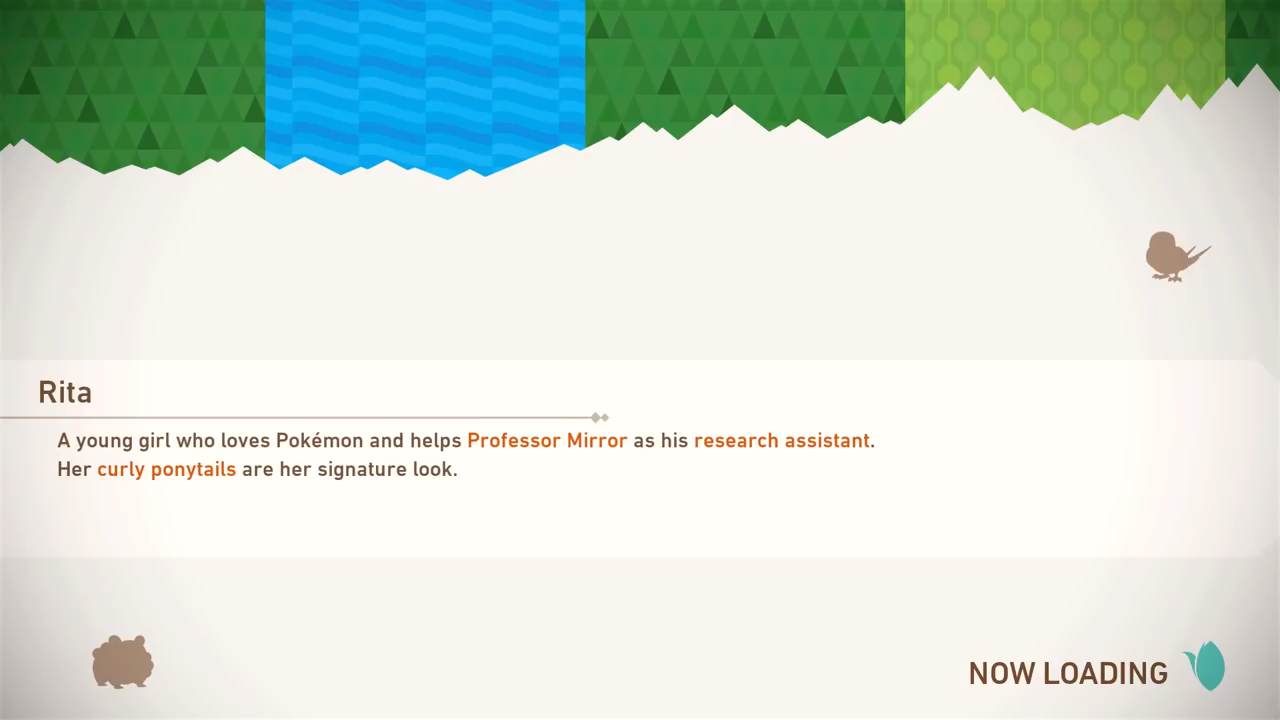 Rita
A young girl who loves Pokémon and helps Professor Mirror as his research assistant.
Her curly ponytails are her signature look.
NOW LOADING